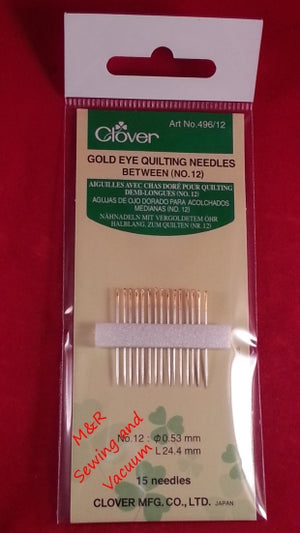 Art No.496/12
Clover
GOLD EYE QUILTING NEEDLES
BETWEEN (NO.12)
AIGUILLES AVEC CHAS DORÉ POUR QUILTING
DEMI-LONGUES (NO. 12)
AGUJAS DE OJO DORADO PARA ACOLCHADOS
MEDIANAS (NO. 12)
NÄHNADELN MIT VERGOLDETEM ÖHR
HALBLANG. ZUM QUILTEN (NR. 12)
M&R
Sewing and
Vacuum
No.12 : Φ0.53 mm
L24.4 mm
15 needles
CLOVER MFG. CO., LTD. JAPAN